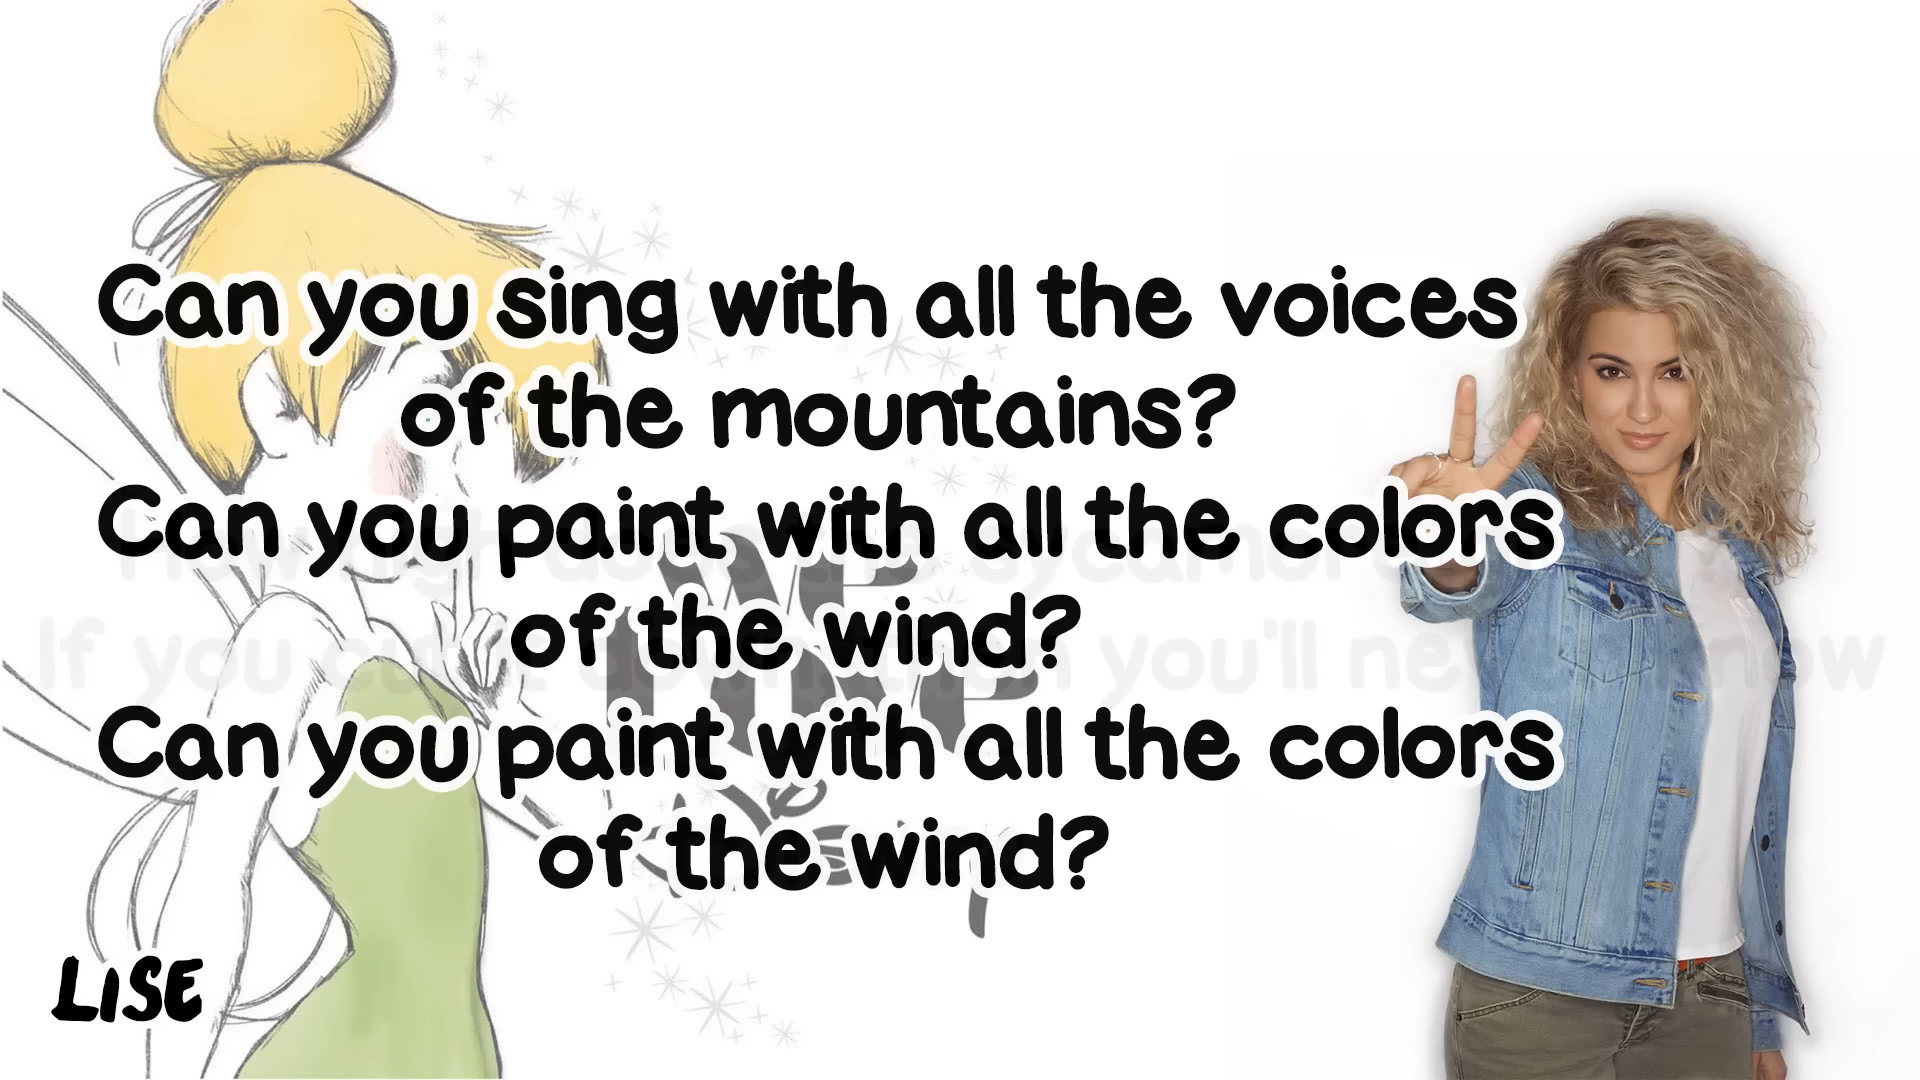 Can you sing with all the voices
of the mountains?
Can you paint with all the colors
of the wind?
Can you paint with all the colors
of the wind?
LISE